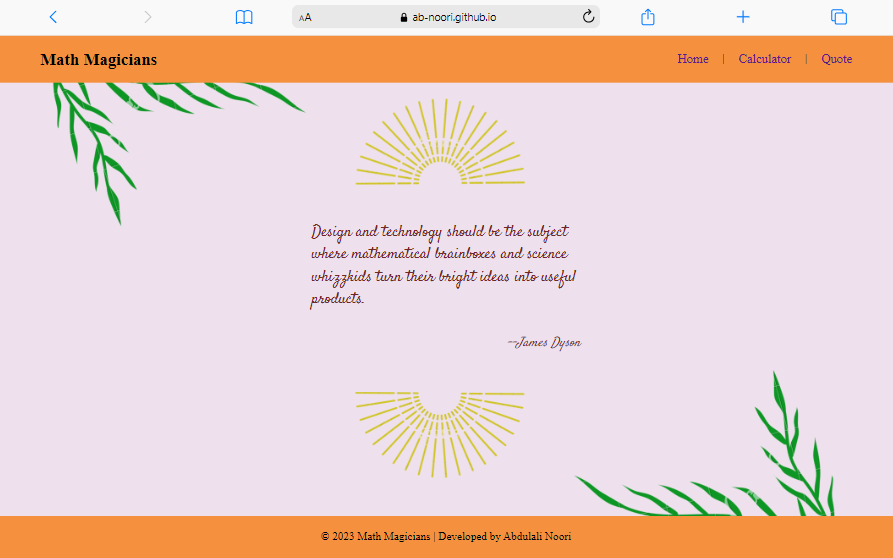 AA ab-noori.github.io
Math Magicians Home | Calculator | Quote
Design and technology should be the subject
where mathematical brainboxes and science
whizzkids turn their bright ideas into useful
products.
--James Dyson
© 2023 Math Magicians | Developed by Abdulali Noori